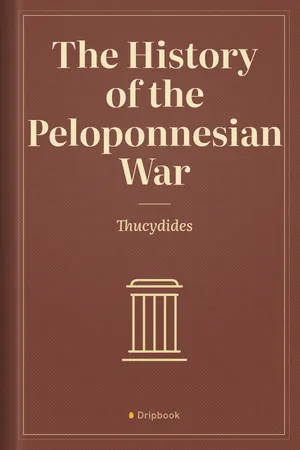 The History
of the
Peloponnesian
War
Thucydides
Dripbook